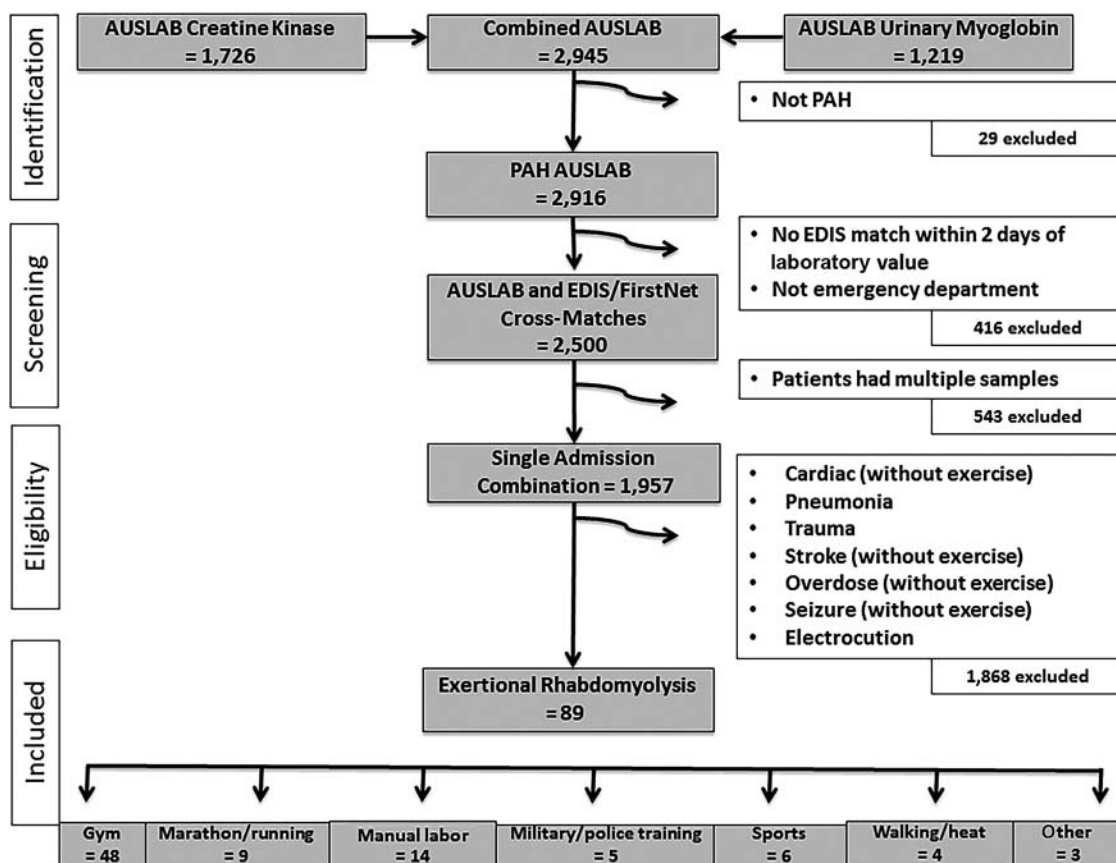 Identification
AUSLAB Creatine Kinase
= 1,726
Combined AUSLAB
= 2,945
AUSLAB Urinary Myoglobin
= 1,219
• Not PAH
29 excluded
PAH AUSLAB
= 2,916
Screening
• No EDIS match within 2 days of
laboratory value
• Not emergency department
416 excluded
AUSLAB and EDIS/FirstNet
Cross-Matches
= 2,500
• Patients had multiple samples
543 excluded
Eligibility
Single Admission
Combination = 1,957
• Cardiac (without exercise)
• Pneumonia
• Trauma
• Stroke (without exercise)
• Overdose (without exercise)
• Seizure (without exercise)
• Electrocution
1,868 excluded
Included
Exertional Rhabdomyolysis
= 89
Gym
= 48
Marathon/running
= 9
Manual labor
= 14
Military/police training
= 5
Sports
= 6
Walking/heat
= 4
Other
= 3